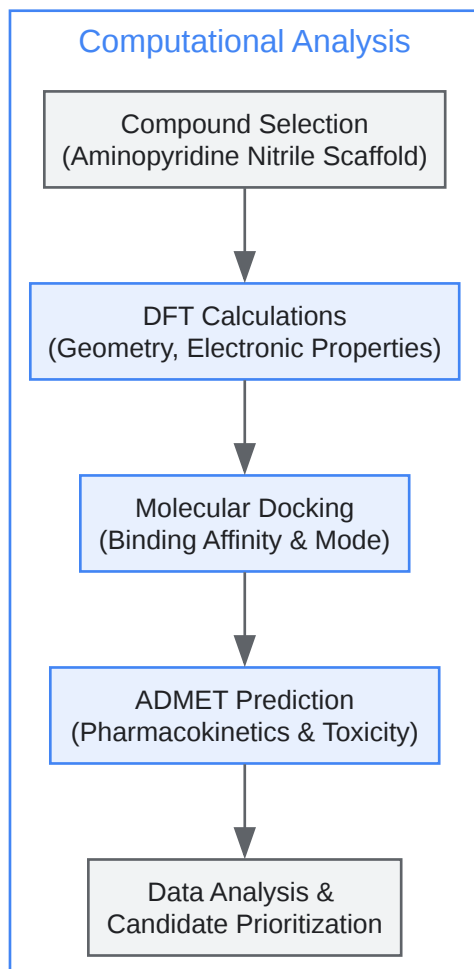 Computational Analysis
Compound Selection
(Aminopyridine Nitrile Scaffold)
DFT Calculations
(Geometry, Electronic Properties)
Molecular Docking
(Binding Affinity & Mode)
ADMET Prediction
(Pharmacokinetics & Toxicity)
Data Analysis &
Candidate Prioritization